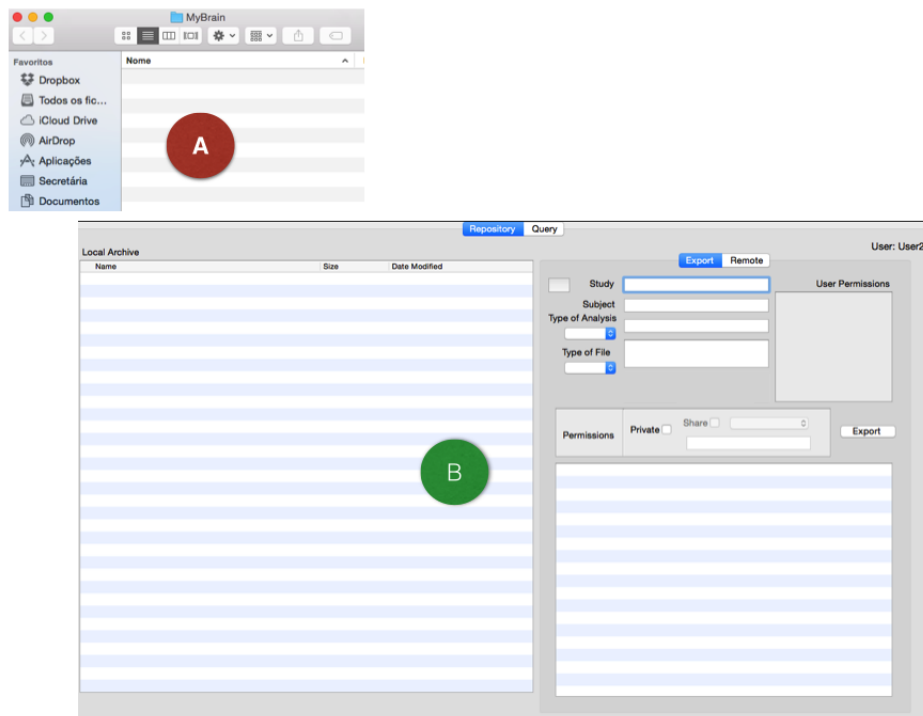 MyBrain
Favoritos
Nome
Dropbox
Todos os fic...
iCloud Drive
AirDrop
Aplicações
Secretária
Documentos
A
Repository Query
User: User2
Local Archive
Name Size Date Modified
Export Remote
Study
User Permissions
Subject
Type of Analysis
Type of File
Permissions
Private
Share
Export
B